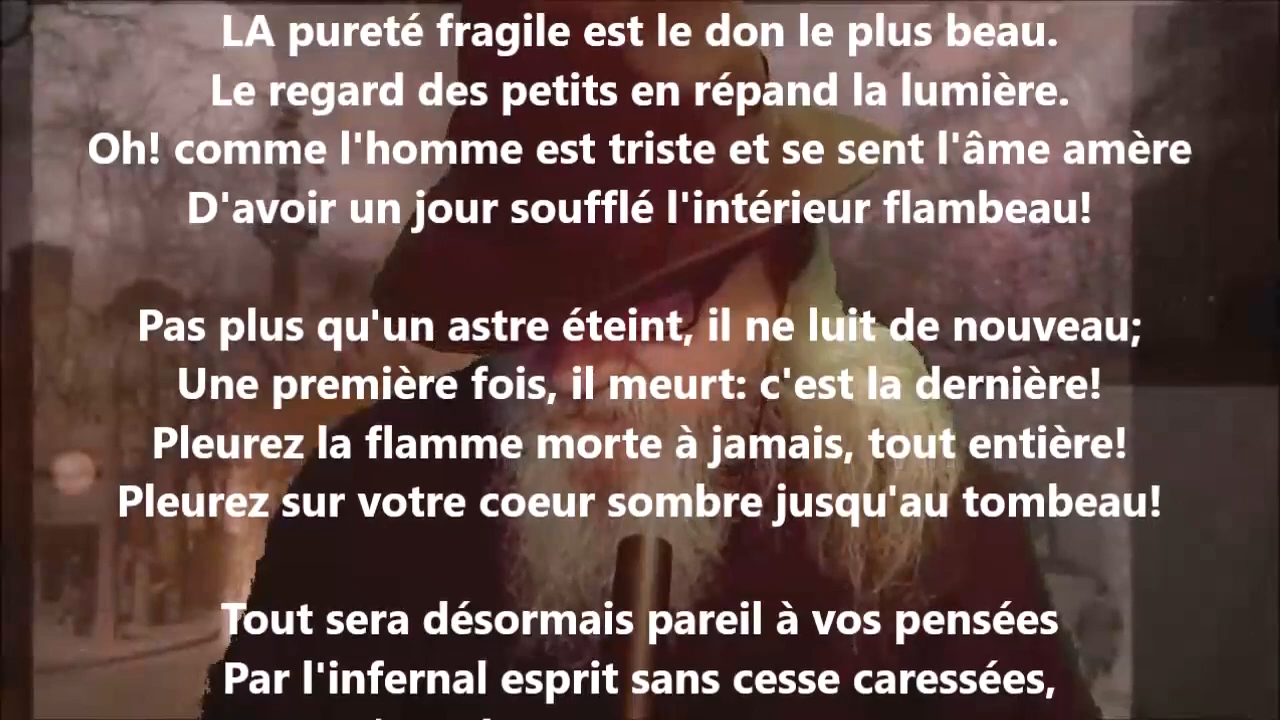 LA pureté fragile est le don le plus beau.
Le regard des petits en répand la lumière.
Oh! comme l'homme est triste et se sent l'âme amère
D'avoir un jour soufflé l'intérieur flambeau!
Pas plus qu'un astre éteint, il ne luit de nouveau;
Une première fois, il meurt: c'est la dernière!
Pleurez la flamme morte à jamais, tout entière!
Pleurez sur votre coeur sombre jusqu'au tombeau!
Tout sera désormais pareil à vos pensées
Par l'infernal esprit sans cesse caressées,